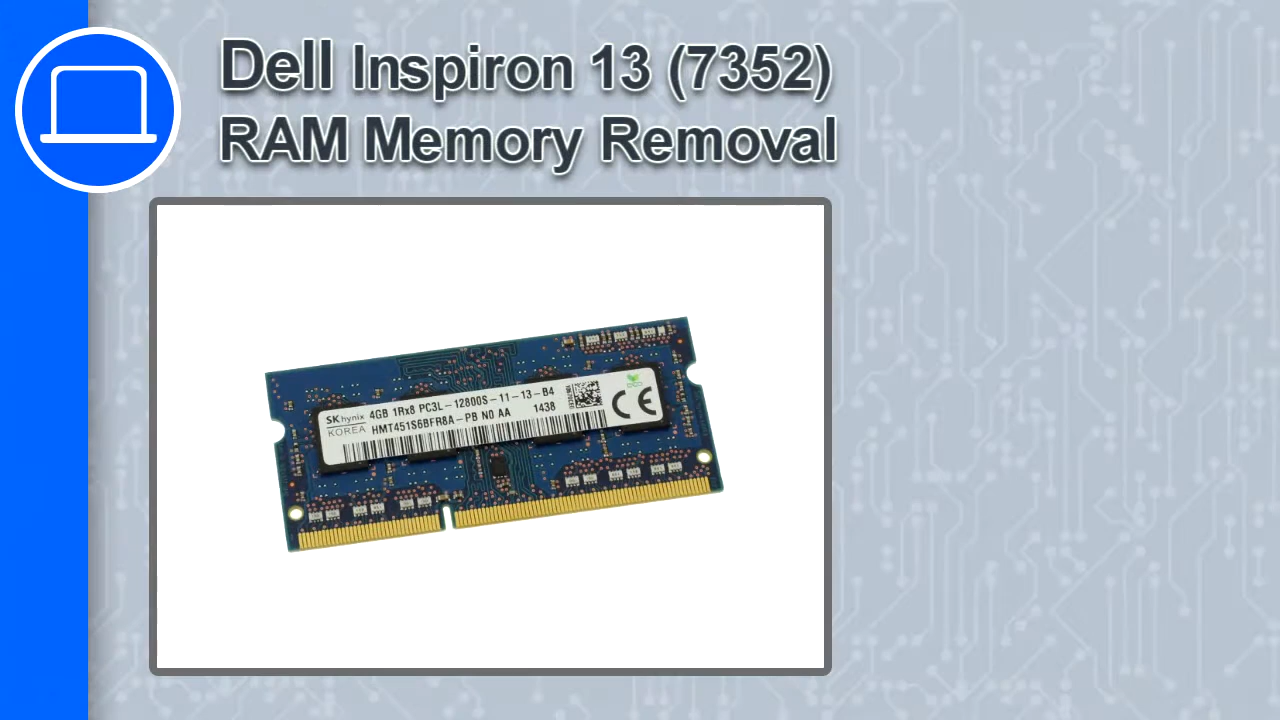 Dell Inspiron 13 (7352)
RAM Memory Removal
SK hynix 4GB 1Rx8 PC3L-12800S-11-13-B4
KOREA HMT451S6BFR8A-PB N0 AA 1438